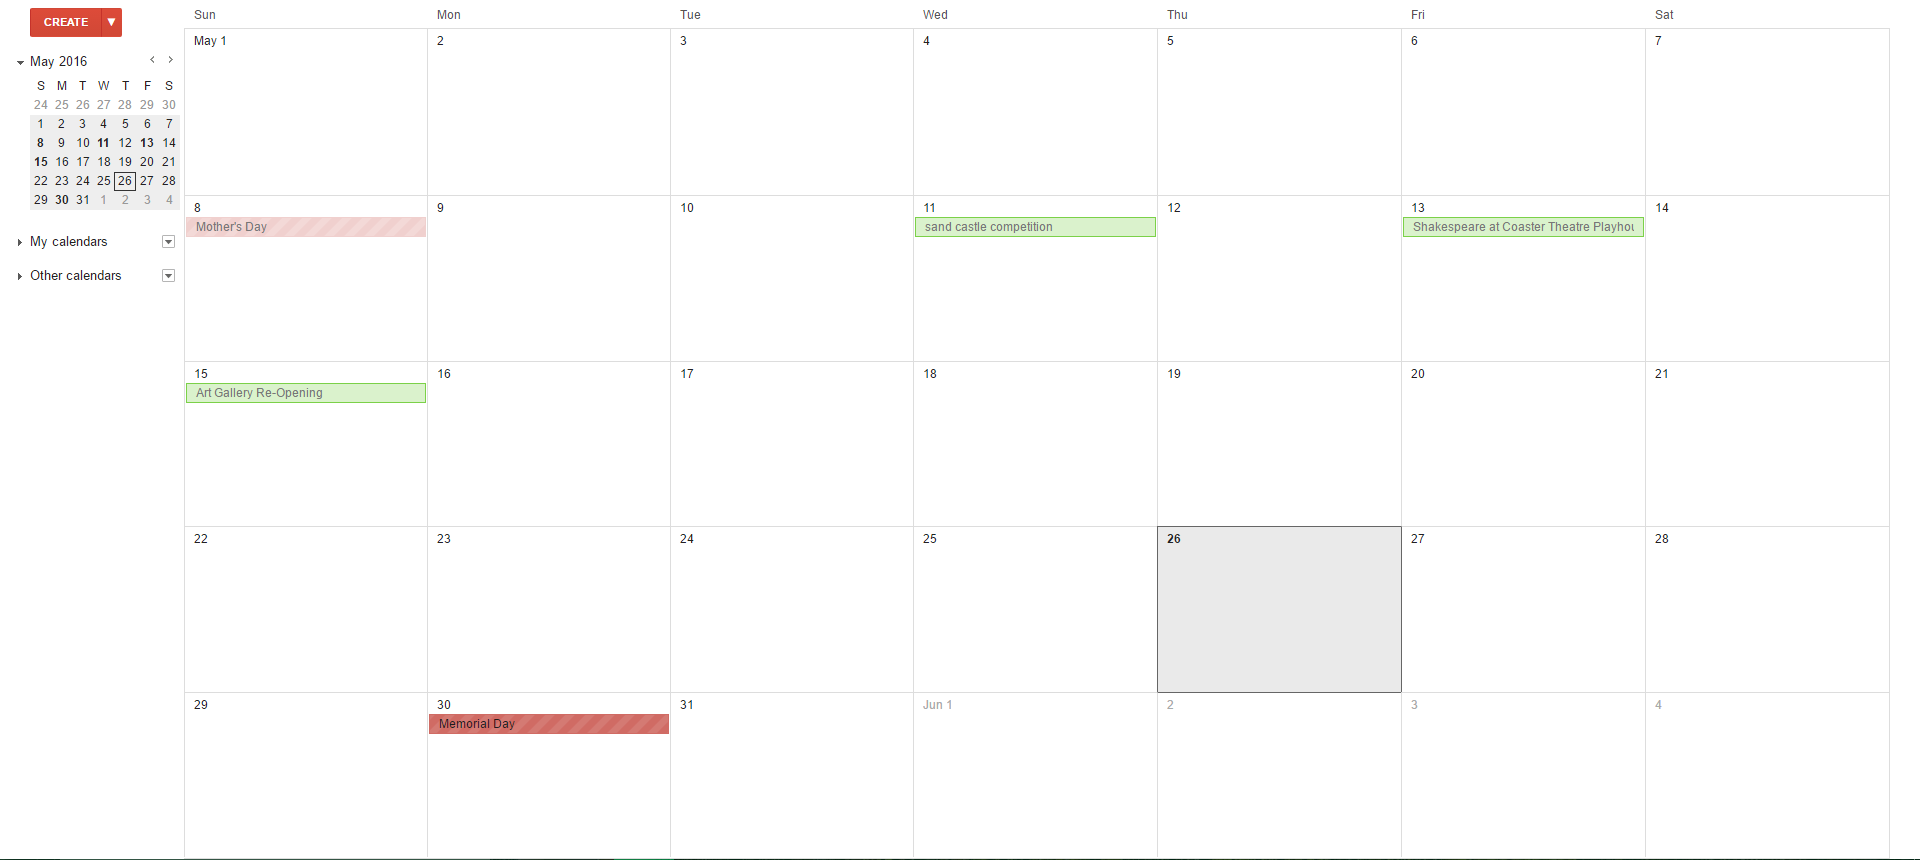 CREATE
May 2016
S M T W T F S
24 25 26 27 28 29 30
1 2 3 4 5 6 7
8 9 10 11 12 13 14
15 16 17 18 19 20 21
22 23 24 25 26 27 28
29 30 31 1 2 3 4
My calendars
Other calendars
Sun Mon Tue Wed Thu Fri Sat
May 1 2 3 4 5 6 7
8 9 10 11 12 13 14
Mother's Day sand castle competition Shakespeare at Coaster Theatre Playhou
15 16 17 18 19 20 21
Art Gallery Re-Opening
22 23 24 25 26 27 28
29 30 31 Jun 1 2 3 4
Memorial Day